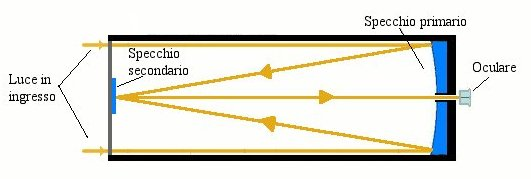 Specchio primario
Specchio
secondario
Oculare
Luce in
ingresso